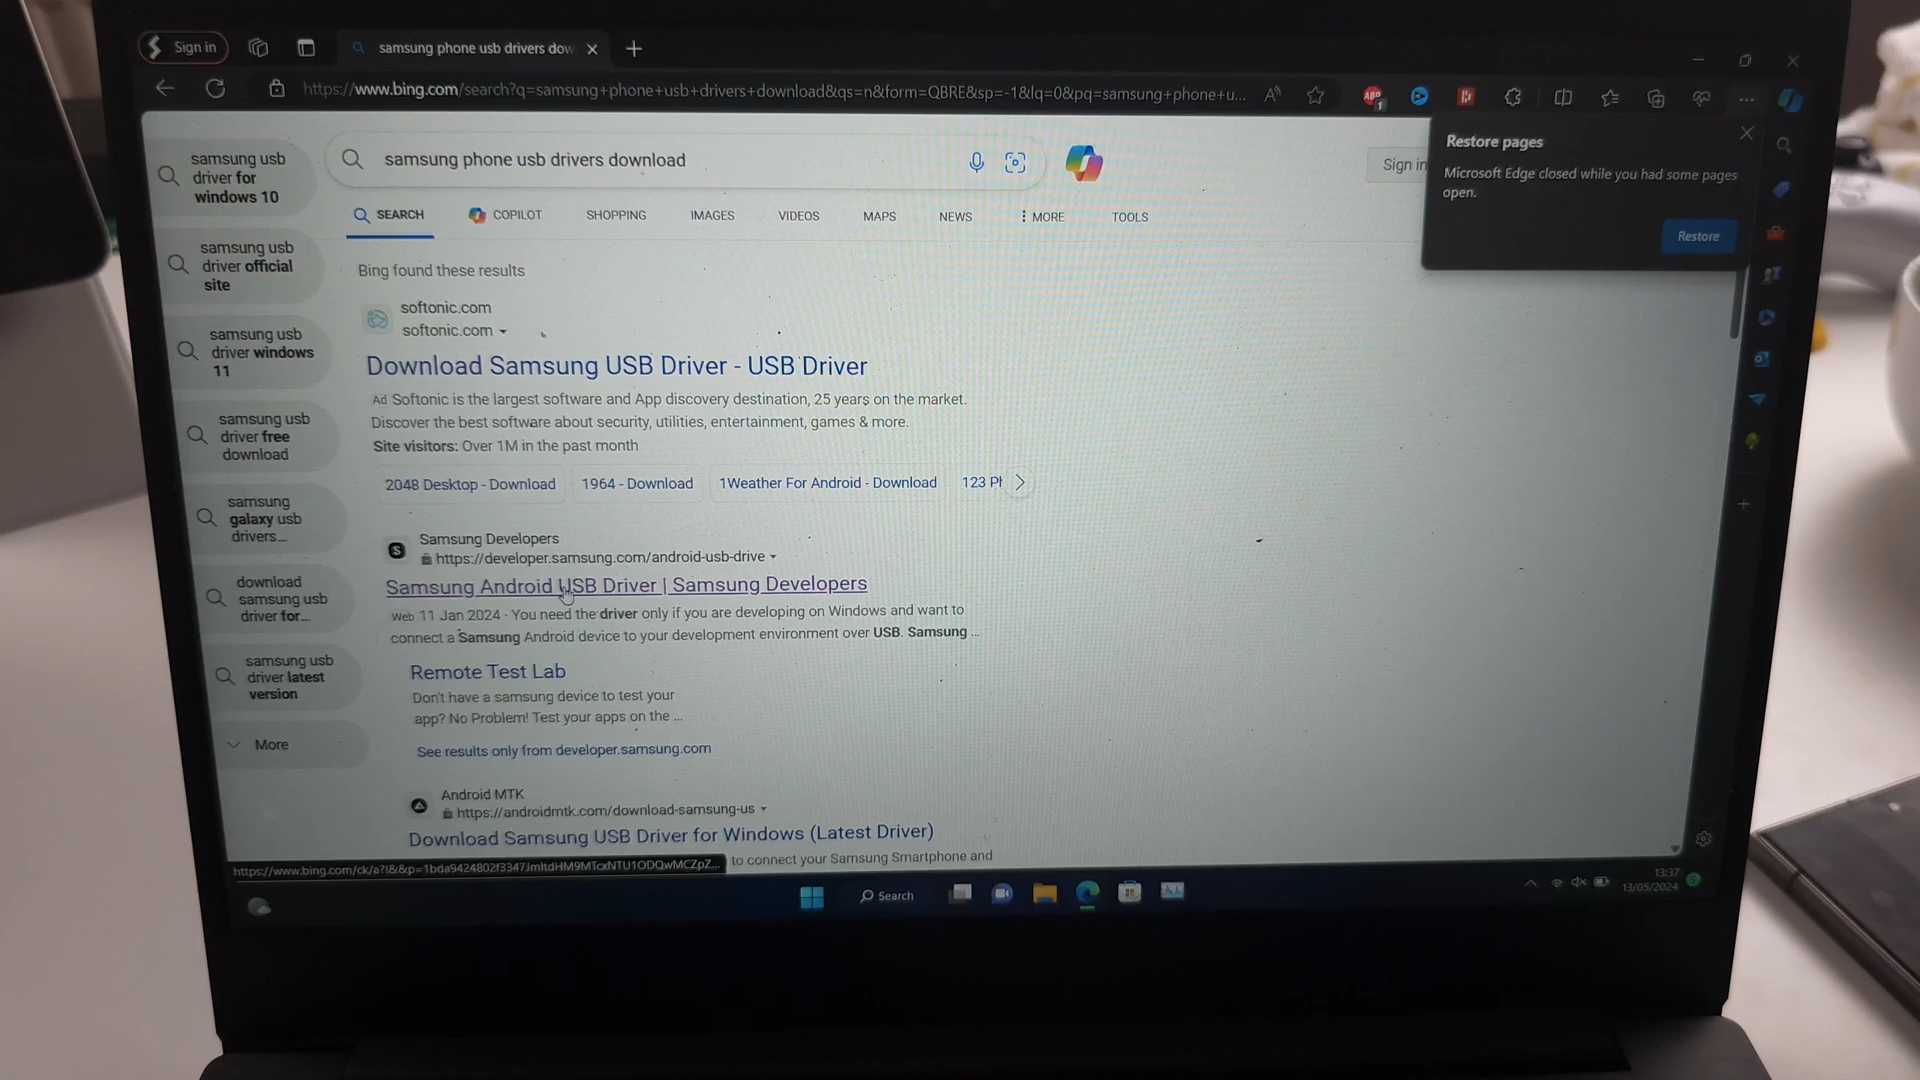 Sign in
samsung phone usb drivers dow
https://www.bing.com/search?q=samsung+phone+usb+drivers+download&qs=n&form=QBRE&sp=-1&lq=0&pq=samsung+phone+u...
ABP
1
Restore pages
Microsoft Edge closed while you had some pages
open.
Restore
samsung phone usb drivers download
Sign in
SEARCH
COPILOT
SHOPPING
IMAGES
VIDEOS
MAPS
NEWS
MORE
TOOLS
samsung usb
driver for
windows 10
samsung usb
driver official
site
samsung usb
driver windows
11
samsung usb
driver free
download
samsung
galaxy usb
drivers...
download
samsung usb
driver for...
samsung usb
driver latest
version
More
Bing found these results
softonic.com
softonic.com
Download Samsung USB Driver - USB Driver
Ad Softonic is the largest software and App discovery destination, 25 years on the market.
Discover the best software about security, utilities, entertainment, games & more.
Site visitors: Over 1M in the past month
2048 Desktop - Download
1964 - Download
1Weather For Android - Download
123 Ph
Samsung Developers
https://developer.samsung.com/android-usb-drive
Samsung Android USB Driver | Samsung Developers
Web 11 Jan 2024 · You need the driver only if you are developing on Windows and want to
connect a Samsung Android device to your development environment over USB. Samsung ...
Remote Test Lab
Don't have a samsung device to test your
app? No Problem! Test your apps on the ...
See results only from developer.samsung.com
Android MTK
https://androidmtk.com/download-samsung-us
Download Samsung USB Driver for Windows (Latest Driver)
to connect your Samsung Smartphone and
Search
13:37
13/05/2024